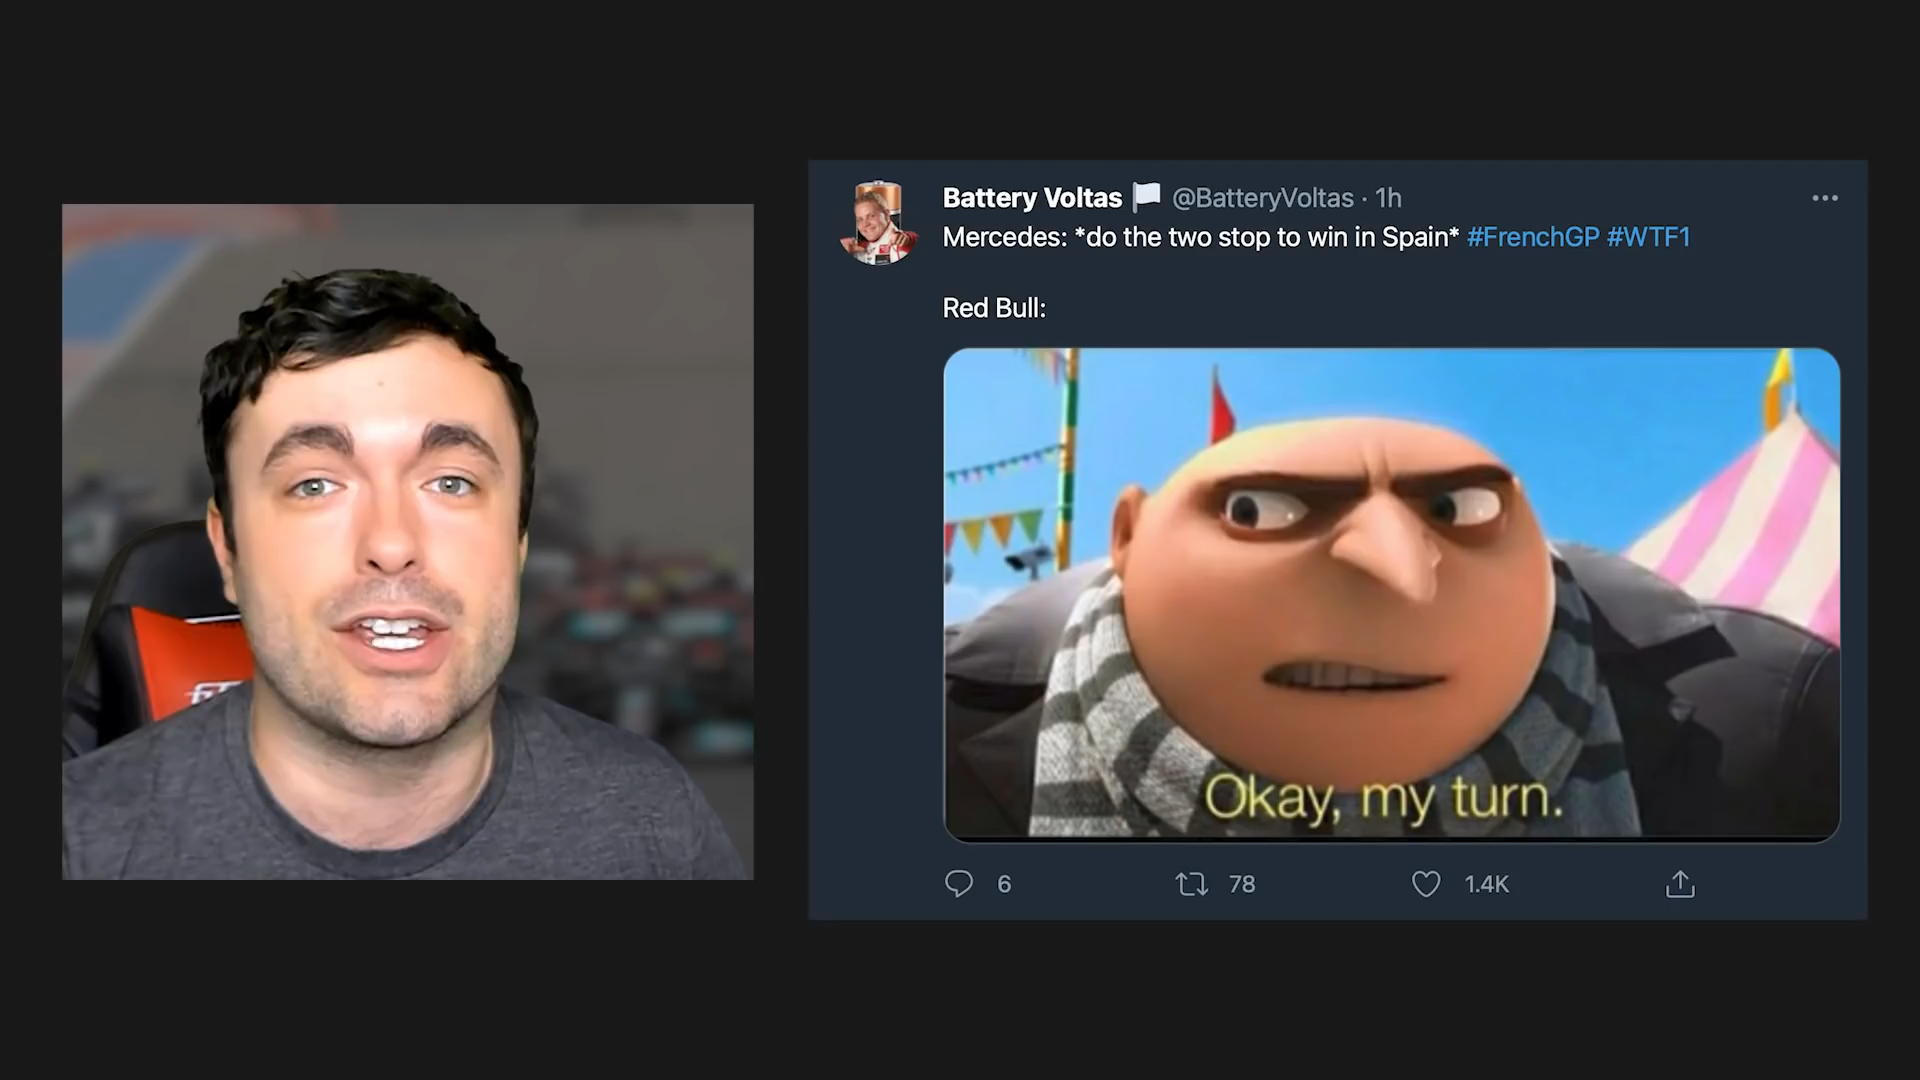 Battery Voltas 🏳 @BatteryVoltas · 1h
Mercedes: *do the two stop to win in Spain* #FrenchGP #WTF1
Red Bull:
Okay, my turn.
6 78 1.4K